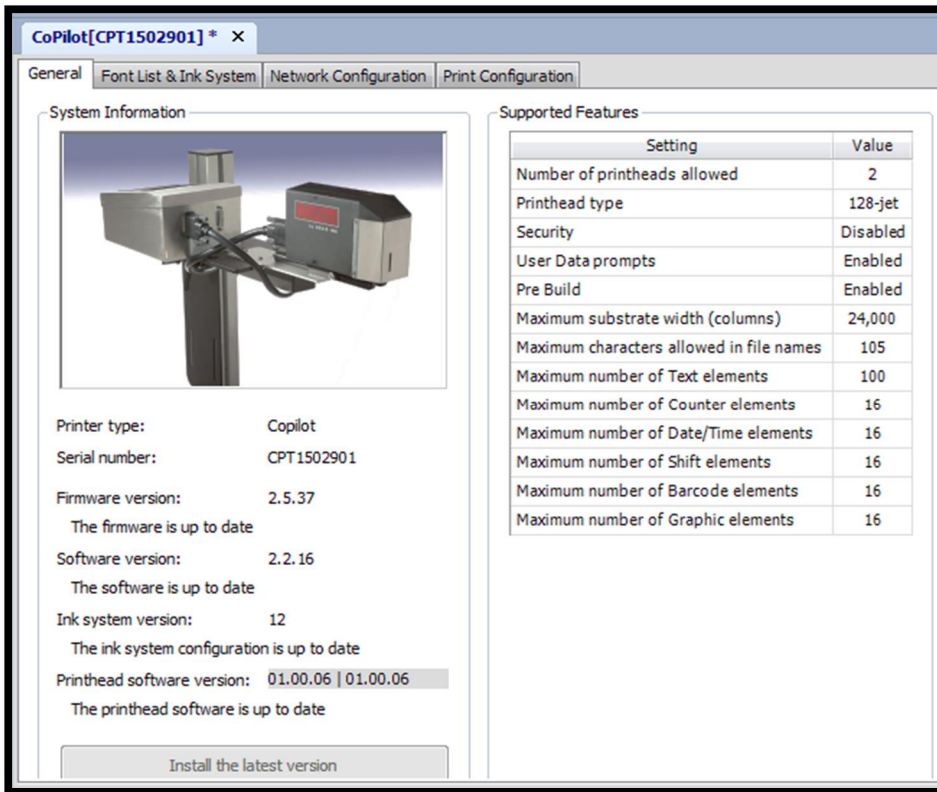 CoPilot[CPT1502901] * X
General Font List & Ink System Network Configuration Print Configuration
System Information
Printer type: Copilot
Serial number: CPT1502901
Firmware version: 2.5.37
The firmware is up to date
Software version: 2.2.16
The software is up to date
Ink system version: 12
The ink system configuration is up to date
Printhead software version: 01.00.06 | 01.00.06
The printhead software is up to date
Install the latest version
Supported Features
Setting Value
Number of printheads allowed 2
Printhead type 128-jet
Security Disabled
User Data prompts Enabled
Pre Build Enabled
Maximum substrate width (columns) 24,000
Maximum characters allowed in file names 105
Maximum number of Text elements 100
Maximum number of Counter elements 16
Maximum number of Date/Time elements 16
Maximum number of Shift elements 16
Maximum number of Barcode elements 16
Maximum number of Graphic elements 16